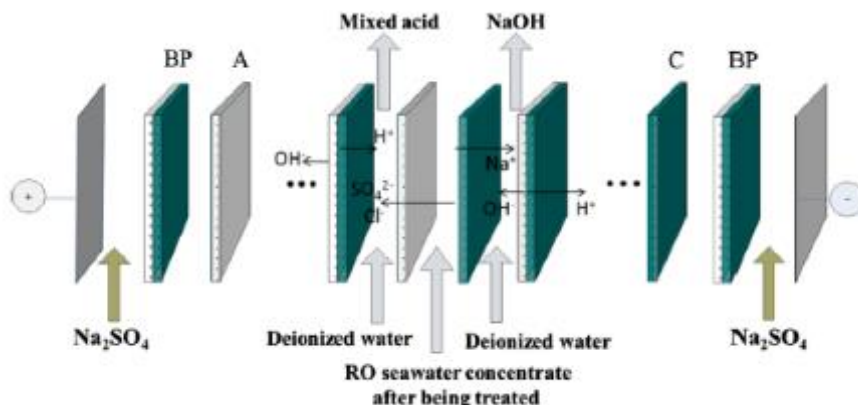 Mixed acid NaOH
BP A C BP
+ H⁺ OH⁻ Na⁺ −
••• SO₄²⁻ •••
Cl⁻ OH⁻ H⁺
Na₂SO₄ Deionized water Deionized water Na₂SO₄
RO seawater concentrate
after being treated